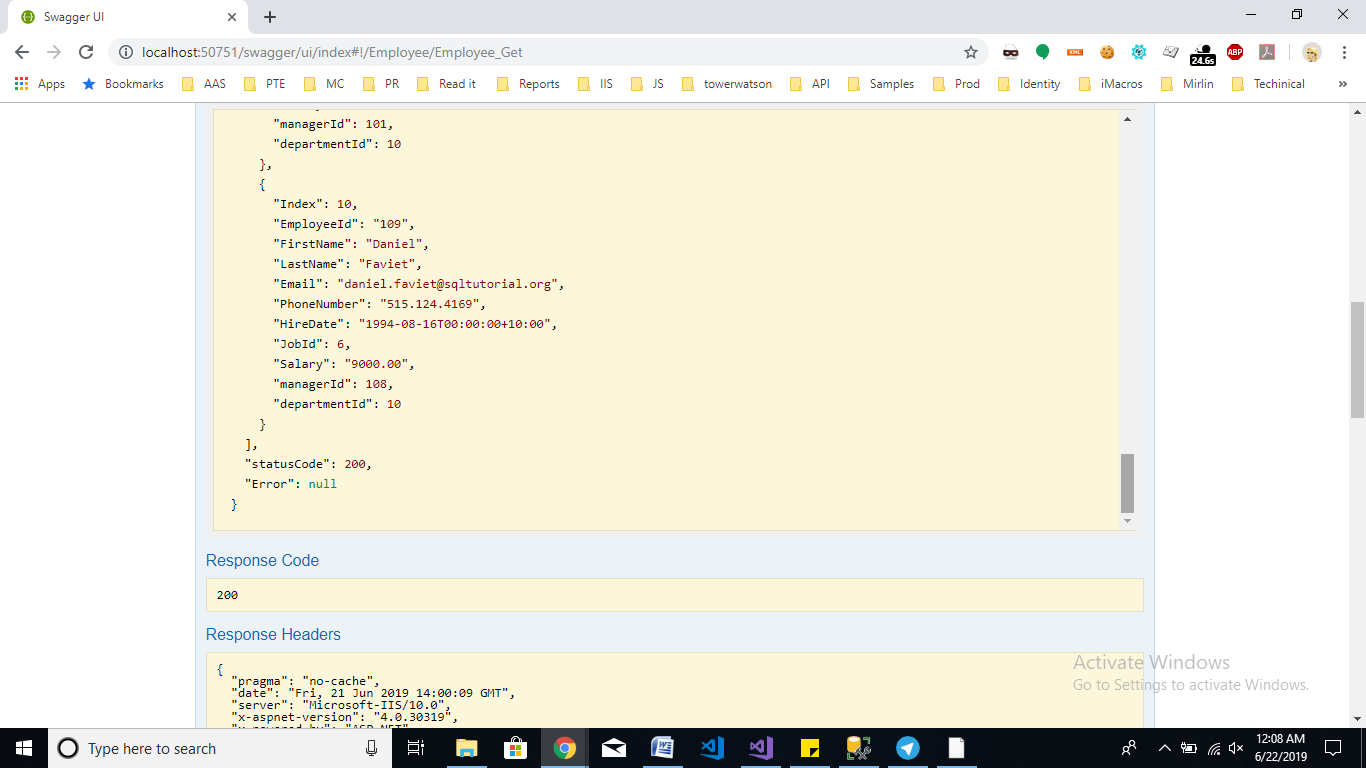 Swagger UI
localhost:50751/swagger/ui/index#!/Employee/Employee_Get
24.6s
ABP
Apps Bookmarks AAS PTE MC PR Read it Reports IIS JS towerwatson API Samples Prod Identity iMacros Mirlin Techinical »
"managerId": 101,
"departmentId": 10
},
{
"Index": 10,
"EmployeeId": "109",
"FirstName": "Daniel",
"LastName": "Faviet",
"Email": "daniel.faviet@sqltutorial.org",
"PhoneNumber": "515.124.4169",
"HireDate": "1994-08-16T00:00:00+10:00",
"JobId": 6,
"Salary": "9000.00",
"managerId": 108,
"departmentId": 10
}
],
"statusCode": 200,
"Error": null
}
Response Code
200
Response Headers
{
"pragma": "no-cache",
"date": "Fri, 21 Jun 2019 14:00:09 GMT",
"server": "Microsoft-IIS/10.0",
"x-aspnet-version": "4.0.30319",
"x-powered-by": "ASP.NET",
Activate Windows
Go to Settings to activate Windows.
Type here to search
12:08 AM
6/22/2019